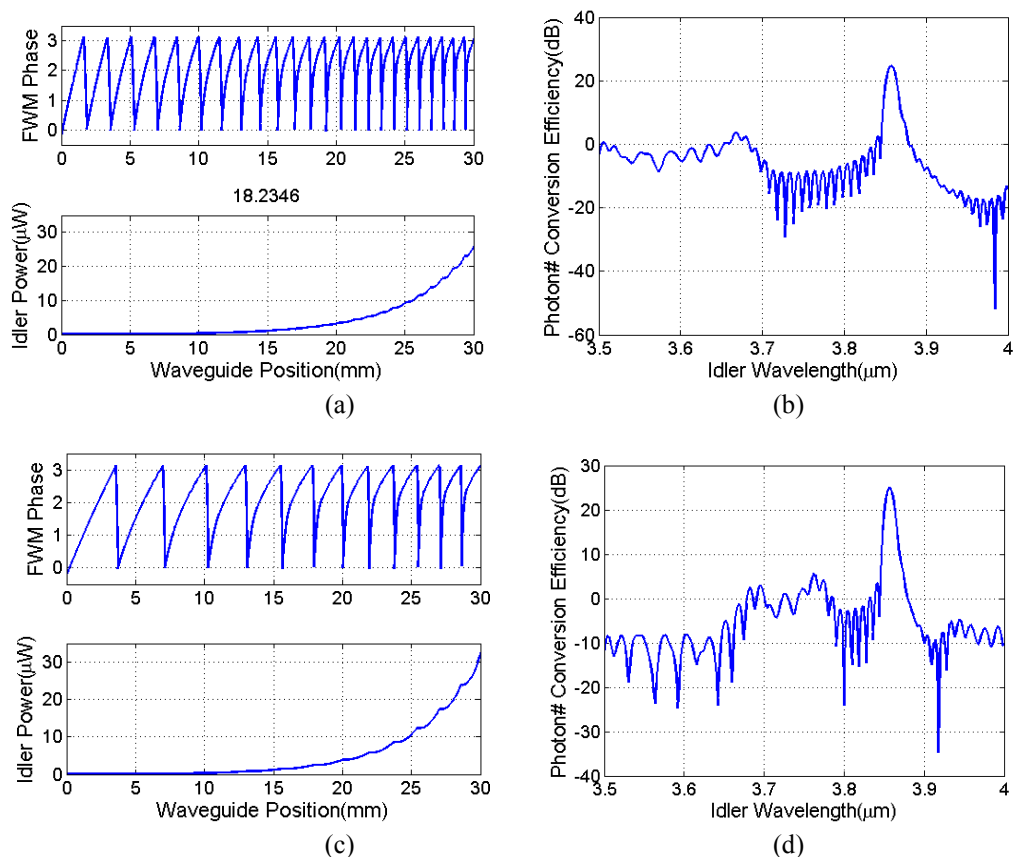 FWM Phase
3
2
1
0
0 5 10 15 20 25 30
18.2346
Idler Power(μW)
30
20
10
0
0 5 10 15 20 25 30
Waveguide Position(mm)
(a)
Photon# Conversion Efficiency(dB)
40
20
0
-20
-40
-60
3.5 3.6 3.7 3.8 3.9 4
Idler Wavelength(μm)
(b)
FWM Phase
3
2
1
0
0 5 10 15 20 25 30
Idler Power(μW)
30
20
10
0
0 5 10 15 20 25 30
Waveguide Position(mm)
(c)
Photon# Conversion Efficiency(dB)
30
20
10
0
-10
-20
-30
-40
3.5 3.6 3.7 3.8 3.9 4
Idler Wavelength(μm)
(d)